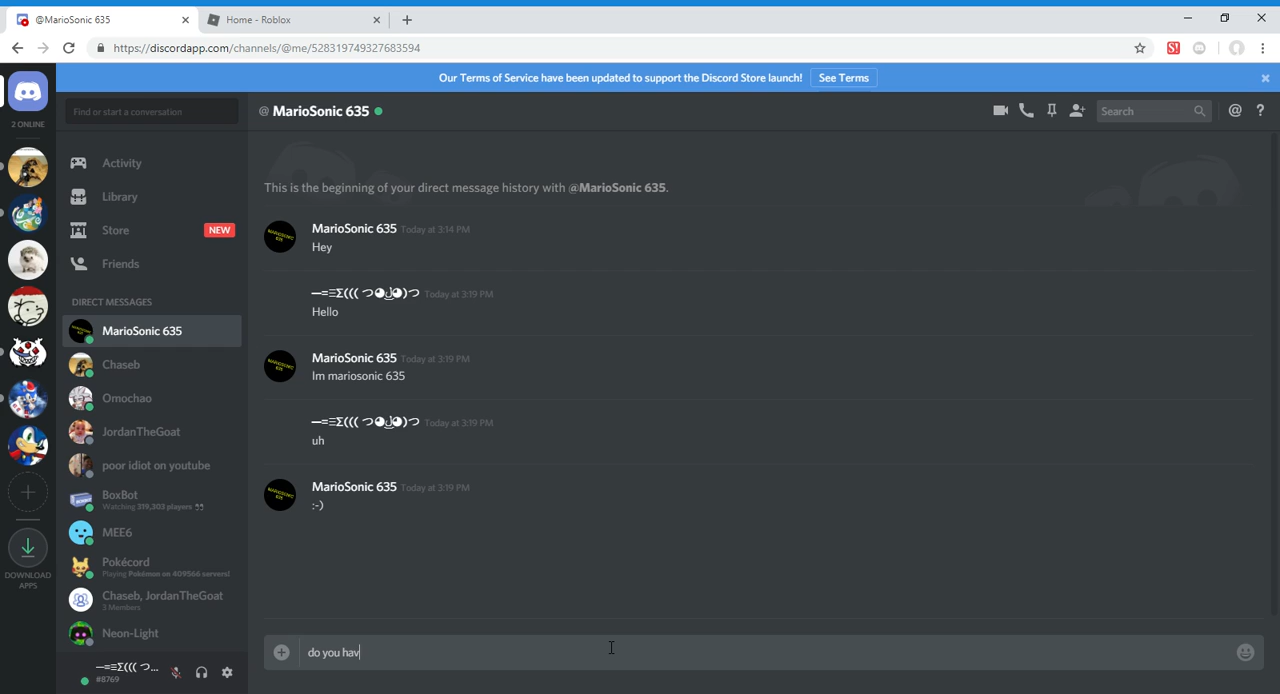 @MarioSonic 635
Home - Roblox
https://discordapp.com/channels/@me/528319749327683594
Our Terms of Service have been updated to support the Discord Store launch! See Terms
2 ONLINE
Find or start a conversation
@ MarioSonic 635
Search
Activity
Library
Store NEW
Friends
DIRECT MESSAGES
MarioSonic 635
Chaseb
Omochao
JordanTheGoat
poor idiot on youtube
BoxBot
Watching 319,303 players 👀
MEE6
Pokécord
Playing Pokémon on 409566 servers!
Chaseb, JordanTheGoat
3 Members
Neon-Light
—=≡Σ((( つ...
#8769
DOWNLOAD
APPS
This is the beginning of your direct message history with @MarioSonic 635.
MarioSonic 635 Today at 3:14 PM
Hey
—=≡Σ((( つ◕ل͜◕)つ Today at 3:19 PM
Hello
MarioSonic 635 Today at 3:19 PM
Im mariosonic 635
—=≡Σ((( つ◕ل͜◕)つ Today at 3:19 PM
uh
MarioSonic 635 Today at 3:19 PM
:-)
do you hav